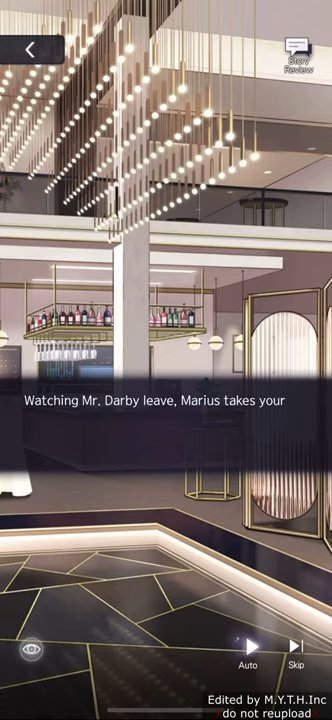 Story
Review
Watching Mr. Darby leave, Marius takes your
Auto
Skip
Edited by M.Y.T.H.Inc
do not reupload